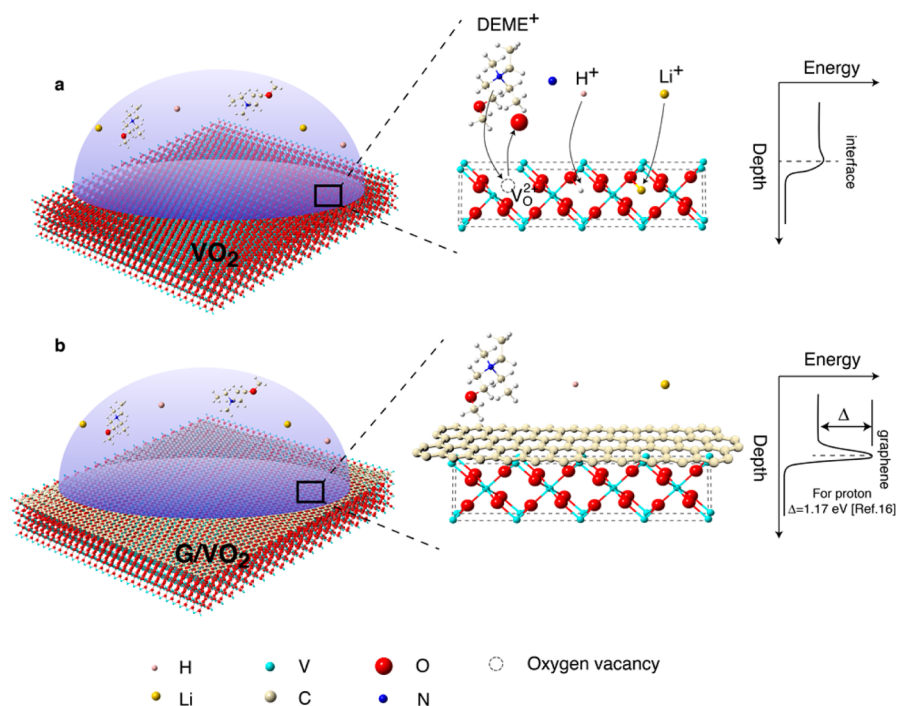 DEME+
a
H+
Li+
Energy
Depth
interface
VO2+
VO2
b
Energy
Δ
Depth
graphene
For proton
Δ=1.17 eV [Ref.16]
G/VO2
H
V
O
Oxygen vacancy
Li
C
N